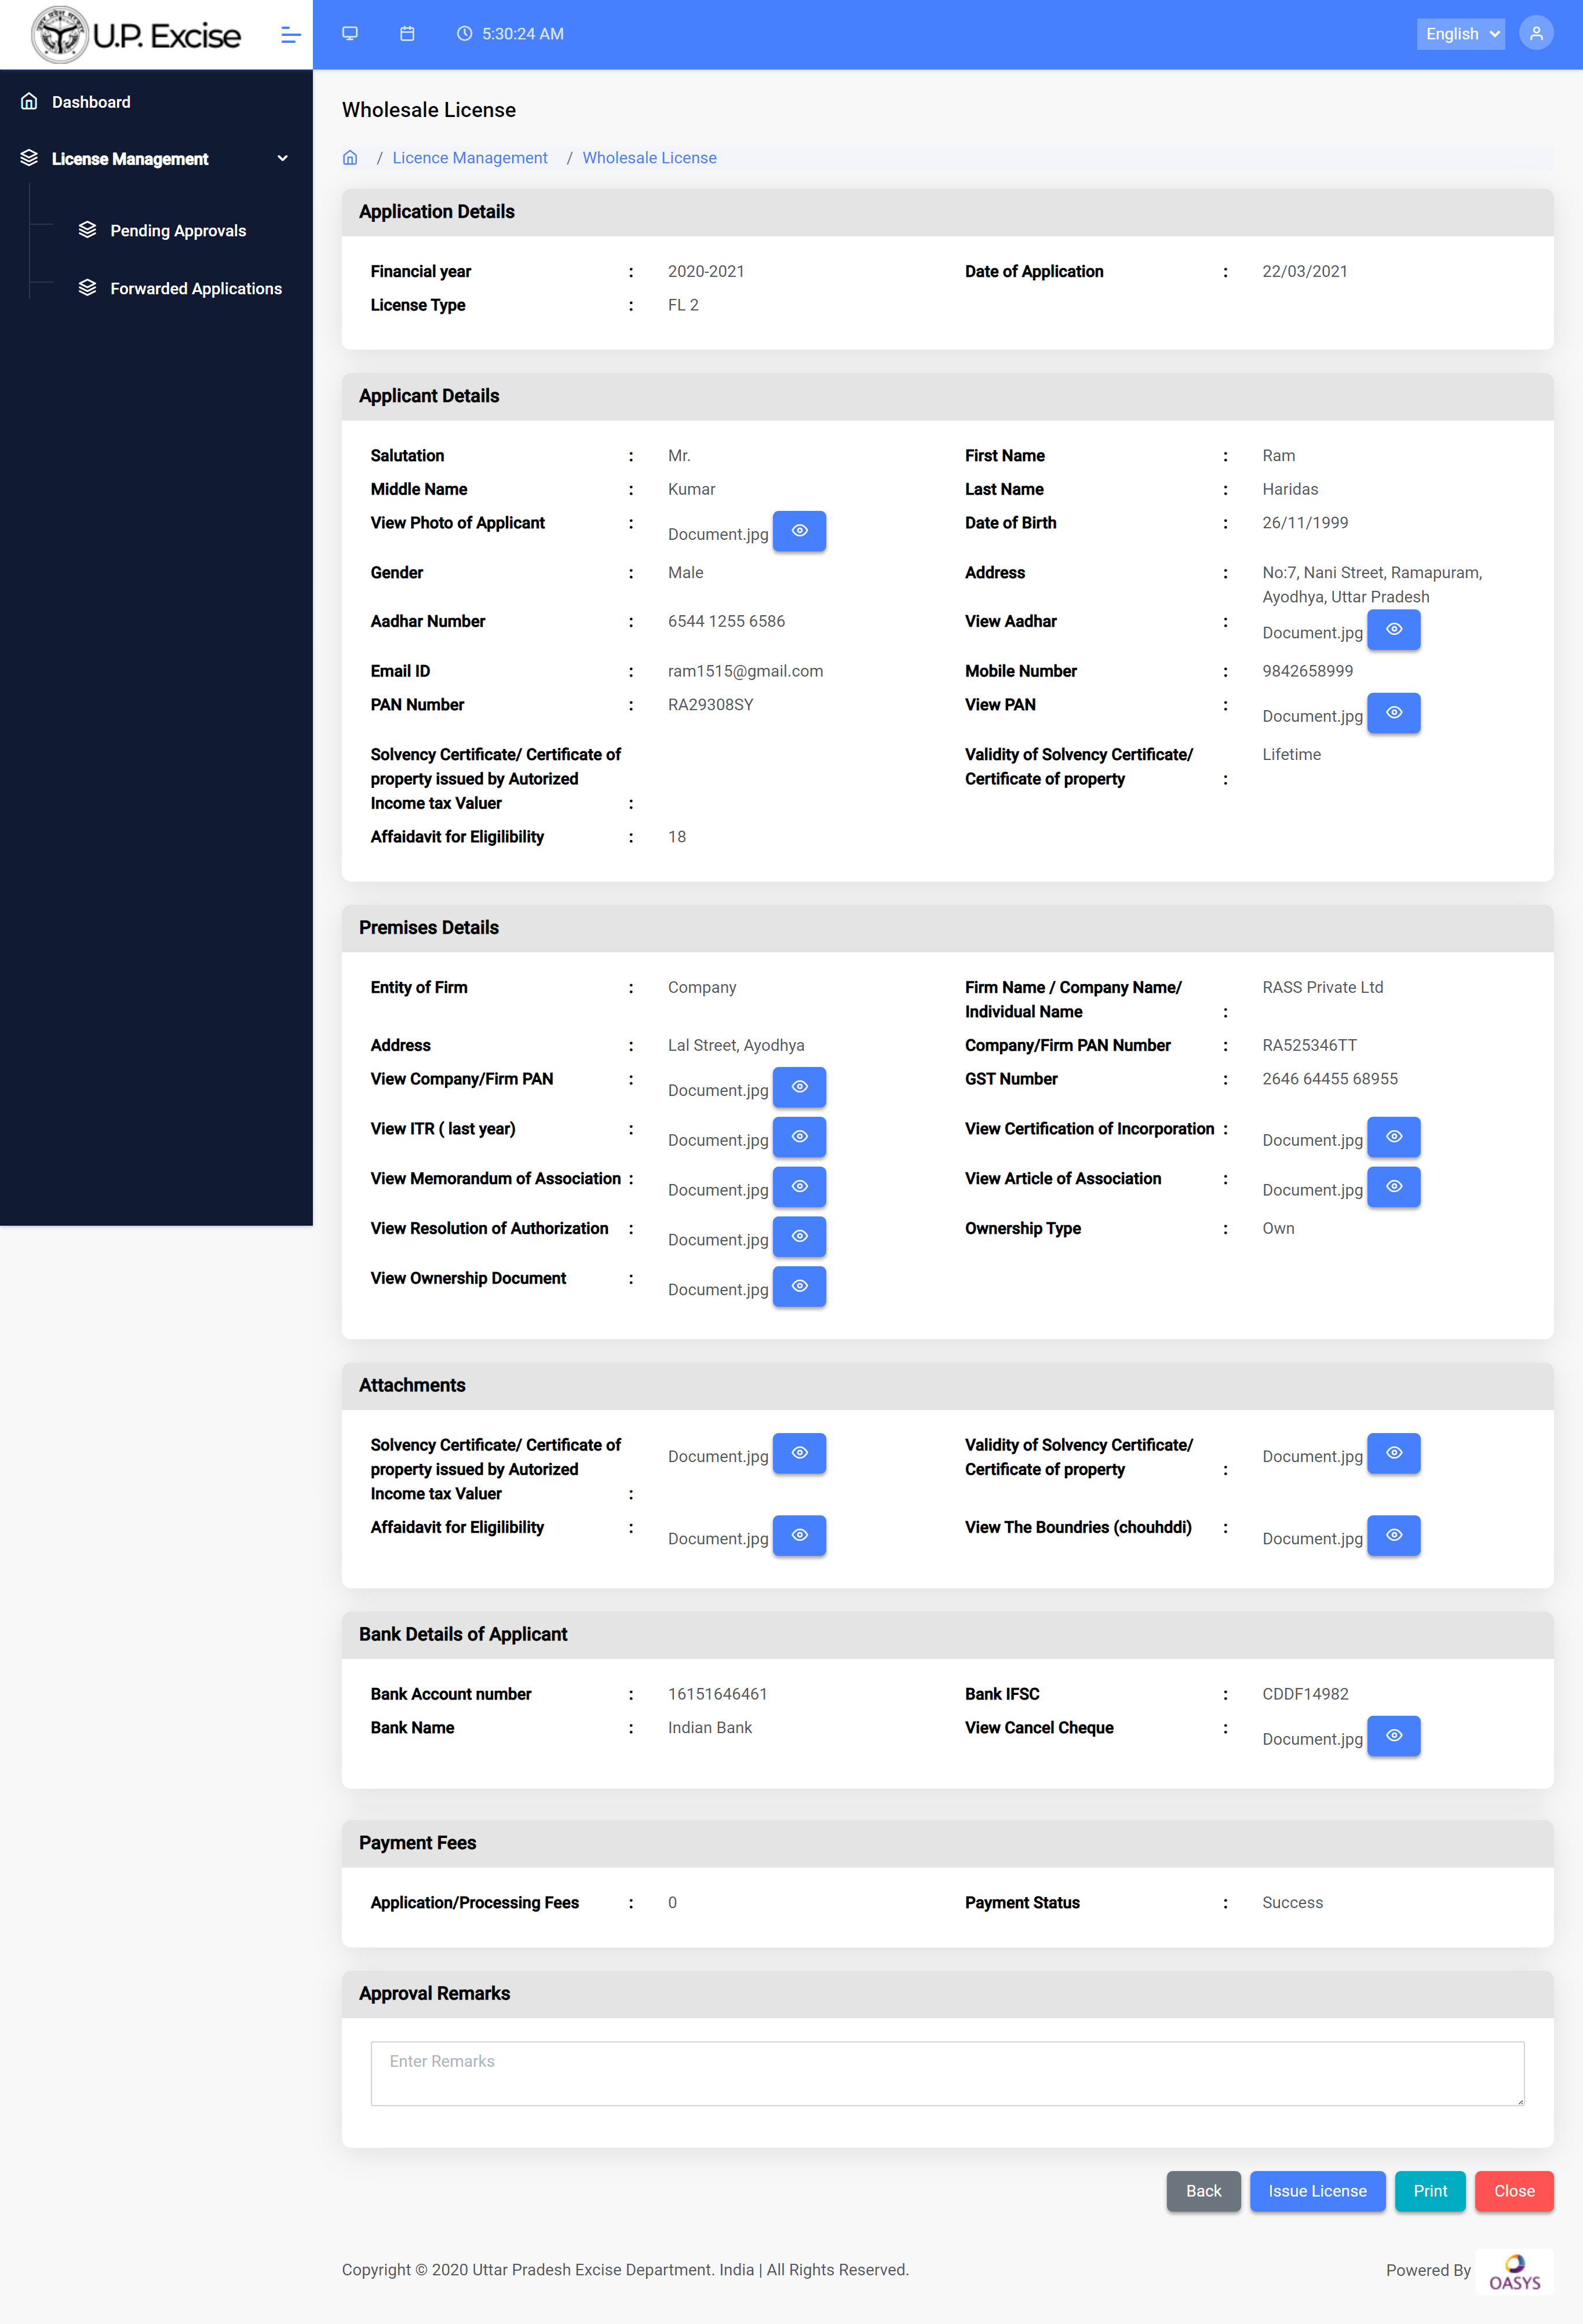 U.P. Excise
5:30:24 AM
English
Dashboard
License Management
Pending Approvals
Forwarded Applications
Wholesale License
/ Licence Management / Wholesale License
Application Details
Financial year : 2020-2021 Date of Application : 22/03/2021
License Type : FL 2
Applicant Details
Salutation : Mr. First Name : Ram
Middle Name : Kumar Last Name : Haridas
View Photo of Applicant : Document.jpg Date of Birth : 26/11/1999
Gender : Male Address : No:7, Nani Street, Ramapuram,
Ayodhya, Uttar Pradesh
Aadhar Number : 6544 1255 6586 View Aadhar : Document.jpg
Email ID : ram1515@gmail.com Mobile Number : 9842658999
PAN Number : RA29308SY View PAN : Document.jpg
Solvency Certificate/ Certificate of Validity of Solvency Certificate/ Lifetime
property issued by Autorized Certificate of property :
Income tax Valuer :
Affaidavit for Eligilibility : 18
Premises Details
Entity of Firm : Company Firm Name / Company Name/ RASS Private Ltd
Individual Name :
Address : Lal Street, Ayodhya Company/Firm PAN Number : RA525346TT
View Company/Firm PAN : Document.jpg GST Number : 2646 64455 68955
View ITR ( last year) : Document.jpg View Certification of Incorporation : Document.jpg
View Memorandum of Association : Document.jpg View Article of Association : Document.jpg
View Resolution of Authorization : Document.jpg Ownership Type : Own
View Ownership Document : Document.jpg
Attachments
Solvency Certificate/ Certificate of Document.jpg Validity of Solvency Certificate/ Document.jpg
property issued by Autorized Certificate of property :
Income tax Valuer :
Affaidavit for Eligilibility : Document.jpg View The Boundries (chouhddi) : Document.jpg
Bank Details of Applicant
Bank Account number : 16151646461 Bank IFSC : CDDF14982
Bank Name : Indian Bank View Cancel Cheque : Document.jpg
Payment Fees
Application/Processing Fees : 0 Payment Status : Success
Approval Remarks
Enter Remarks
Back Issue License Print Close
Copyright © 2020 Uttar Pradesh Excise Department. India | All Rights Reserved. Powered By OASYS